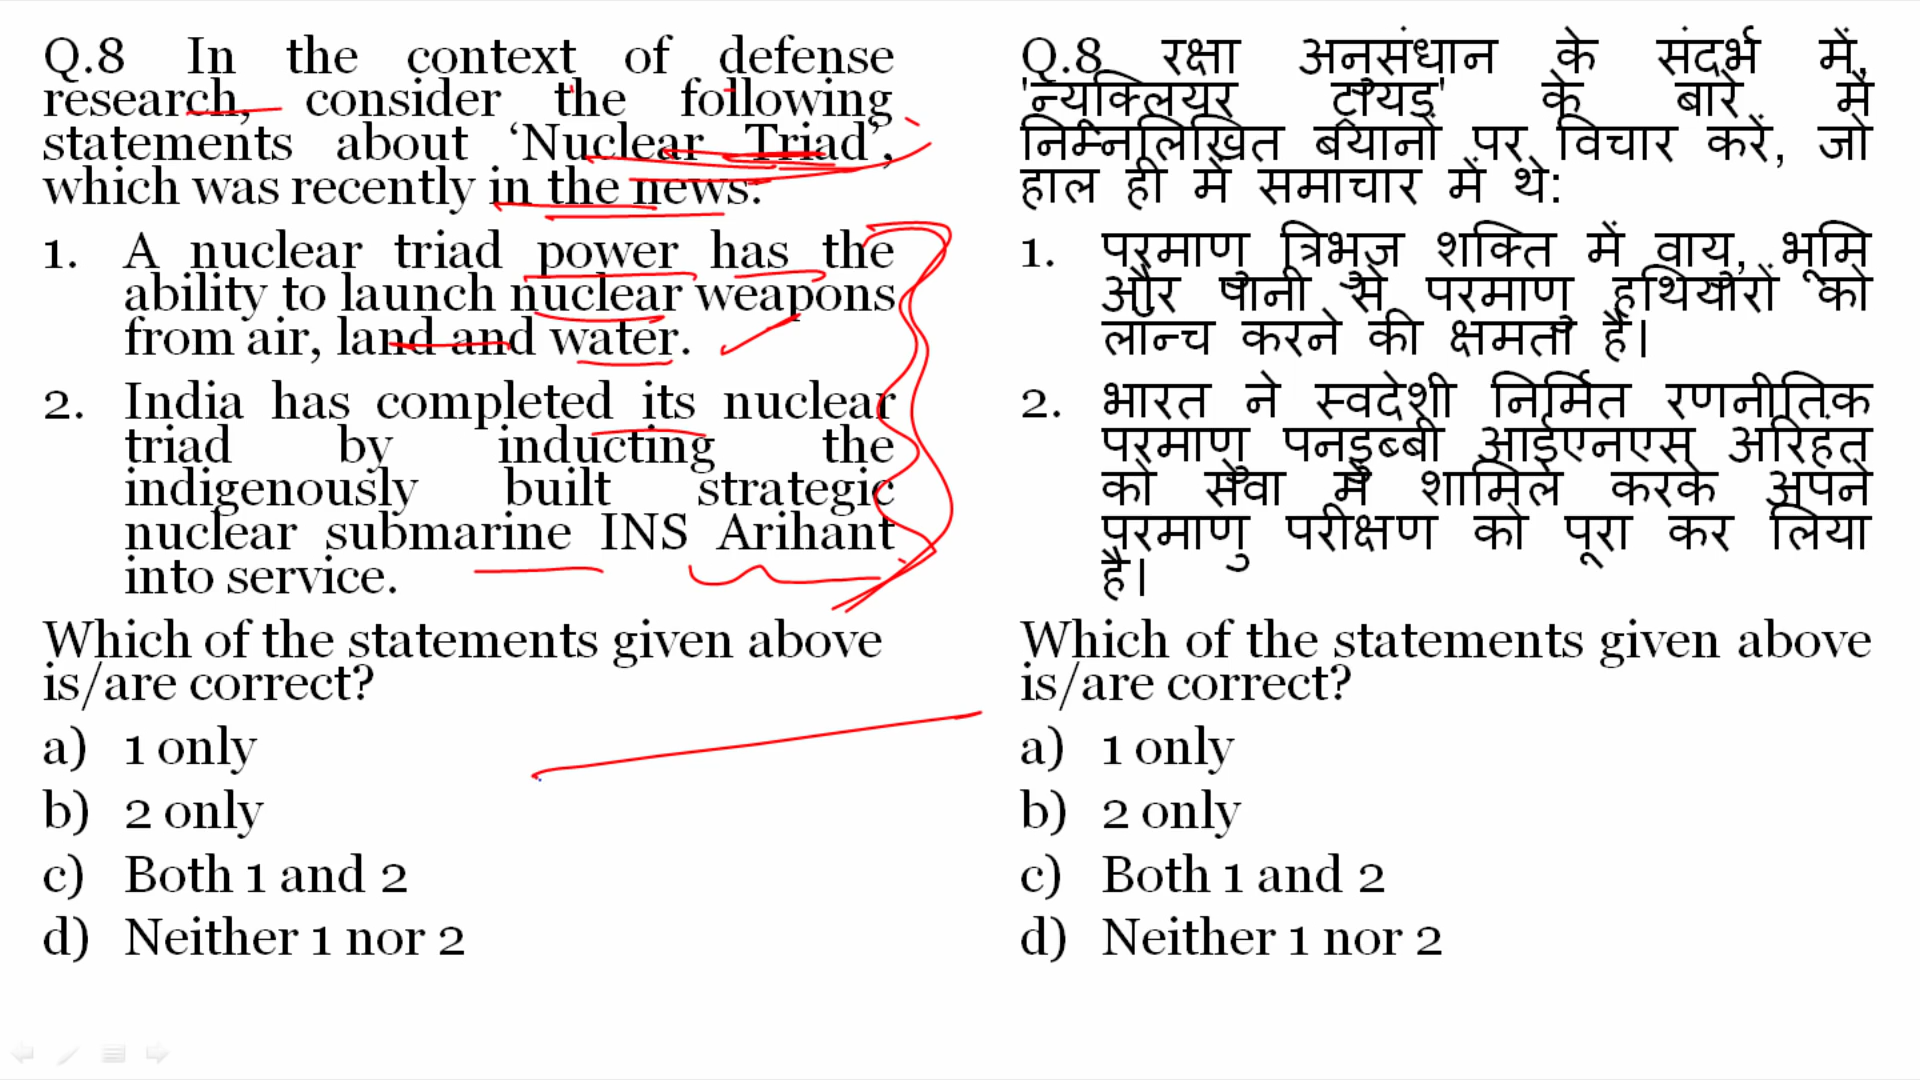 Q.8 In the context of defense
research, consider the following
statements about ‘Nuclear Triad’,
which was recently in the news:
1. A nuclear triad power has the
ability to launch nuclear weapons
from air, land and water.
2. India has completed its nuclear
triad by inducting the
indigenously built strategic
nuclear submarine INS Arihant
into service.
Which of the statements given above
is/are correct?
a) 1 only
b) 2 only
c) Both 1 and 2
d) Neither 1 nor 2
Q.8 रक्षा अनुसंधान के संदर्भ में,
'न्यूक्लियर ट्रायड' के बारे में
निम्नलिखित बयानों पर विचार करें, जो
हाल ही में समाचार में थे:
1. परमाणु त्रिभुज शक्ति में वायु, भूमि
और पानी से परमाणु हथियारों को
लॉन्च करने की क्षमता है।
2. भारत ने स्वदेशी निर्मित रणनीतिक
परमाणु पनडुब्बी आईएनएस अरिहंत
को सेवा में शामिल करके अपने
परमाणु परीक्षण को पूरा कर लिया
है।
Which of the statements given above
is/are correct?
a) 1 only
b) 2 only
c) Both 1 and 2
d) Neither 1 nor 2